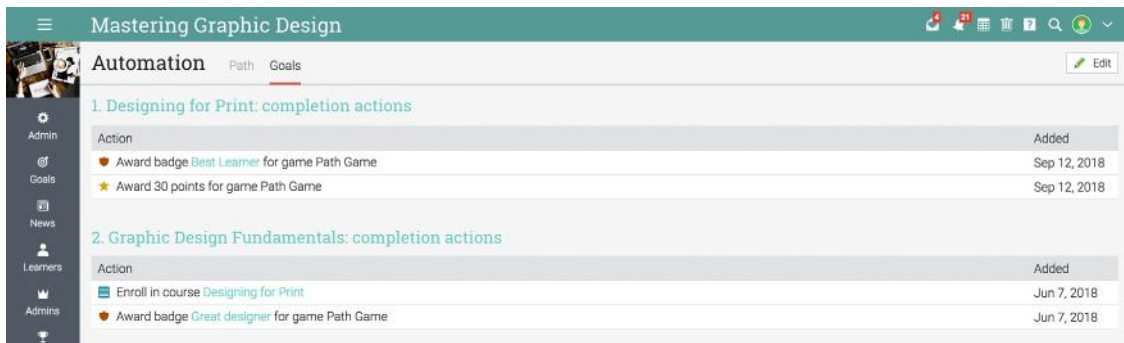 Mastering Graphic Design
4
21
Automation Path Goals Edit
1. Designing for Print: completion actions
Admin
Action Added
Award badge Best Learner for game Path Game Sep 12, 2018
Goals
Award 30 points for game Path Game Sep 12, 2018
News
2. Graphic Design Fundamentals: completion actions
Learners
Action Added
Enroll in course Designing for Print Jun 7, 2018
Admins
Award badge Great designer for game Path Game Jun 7, 2018